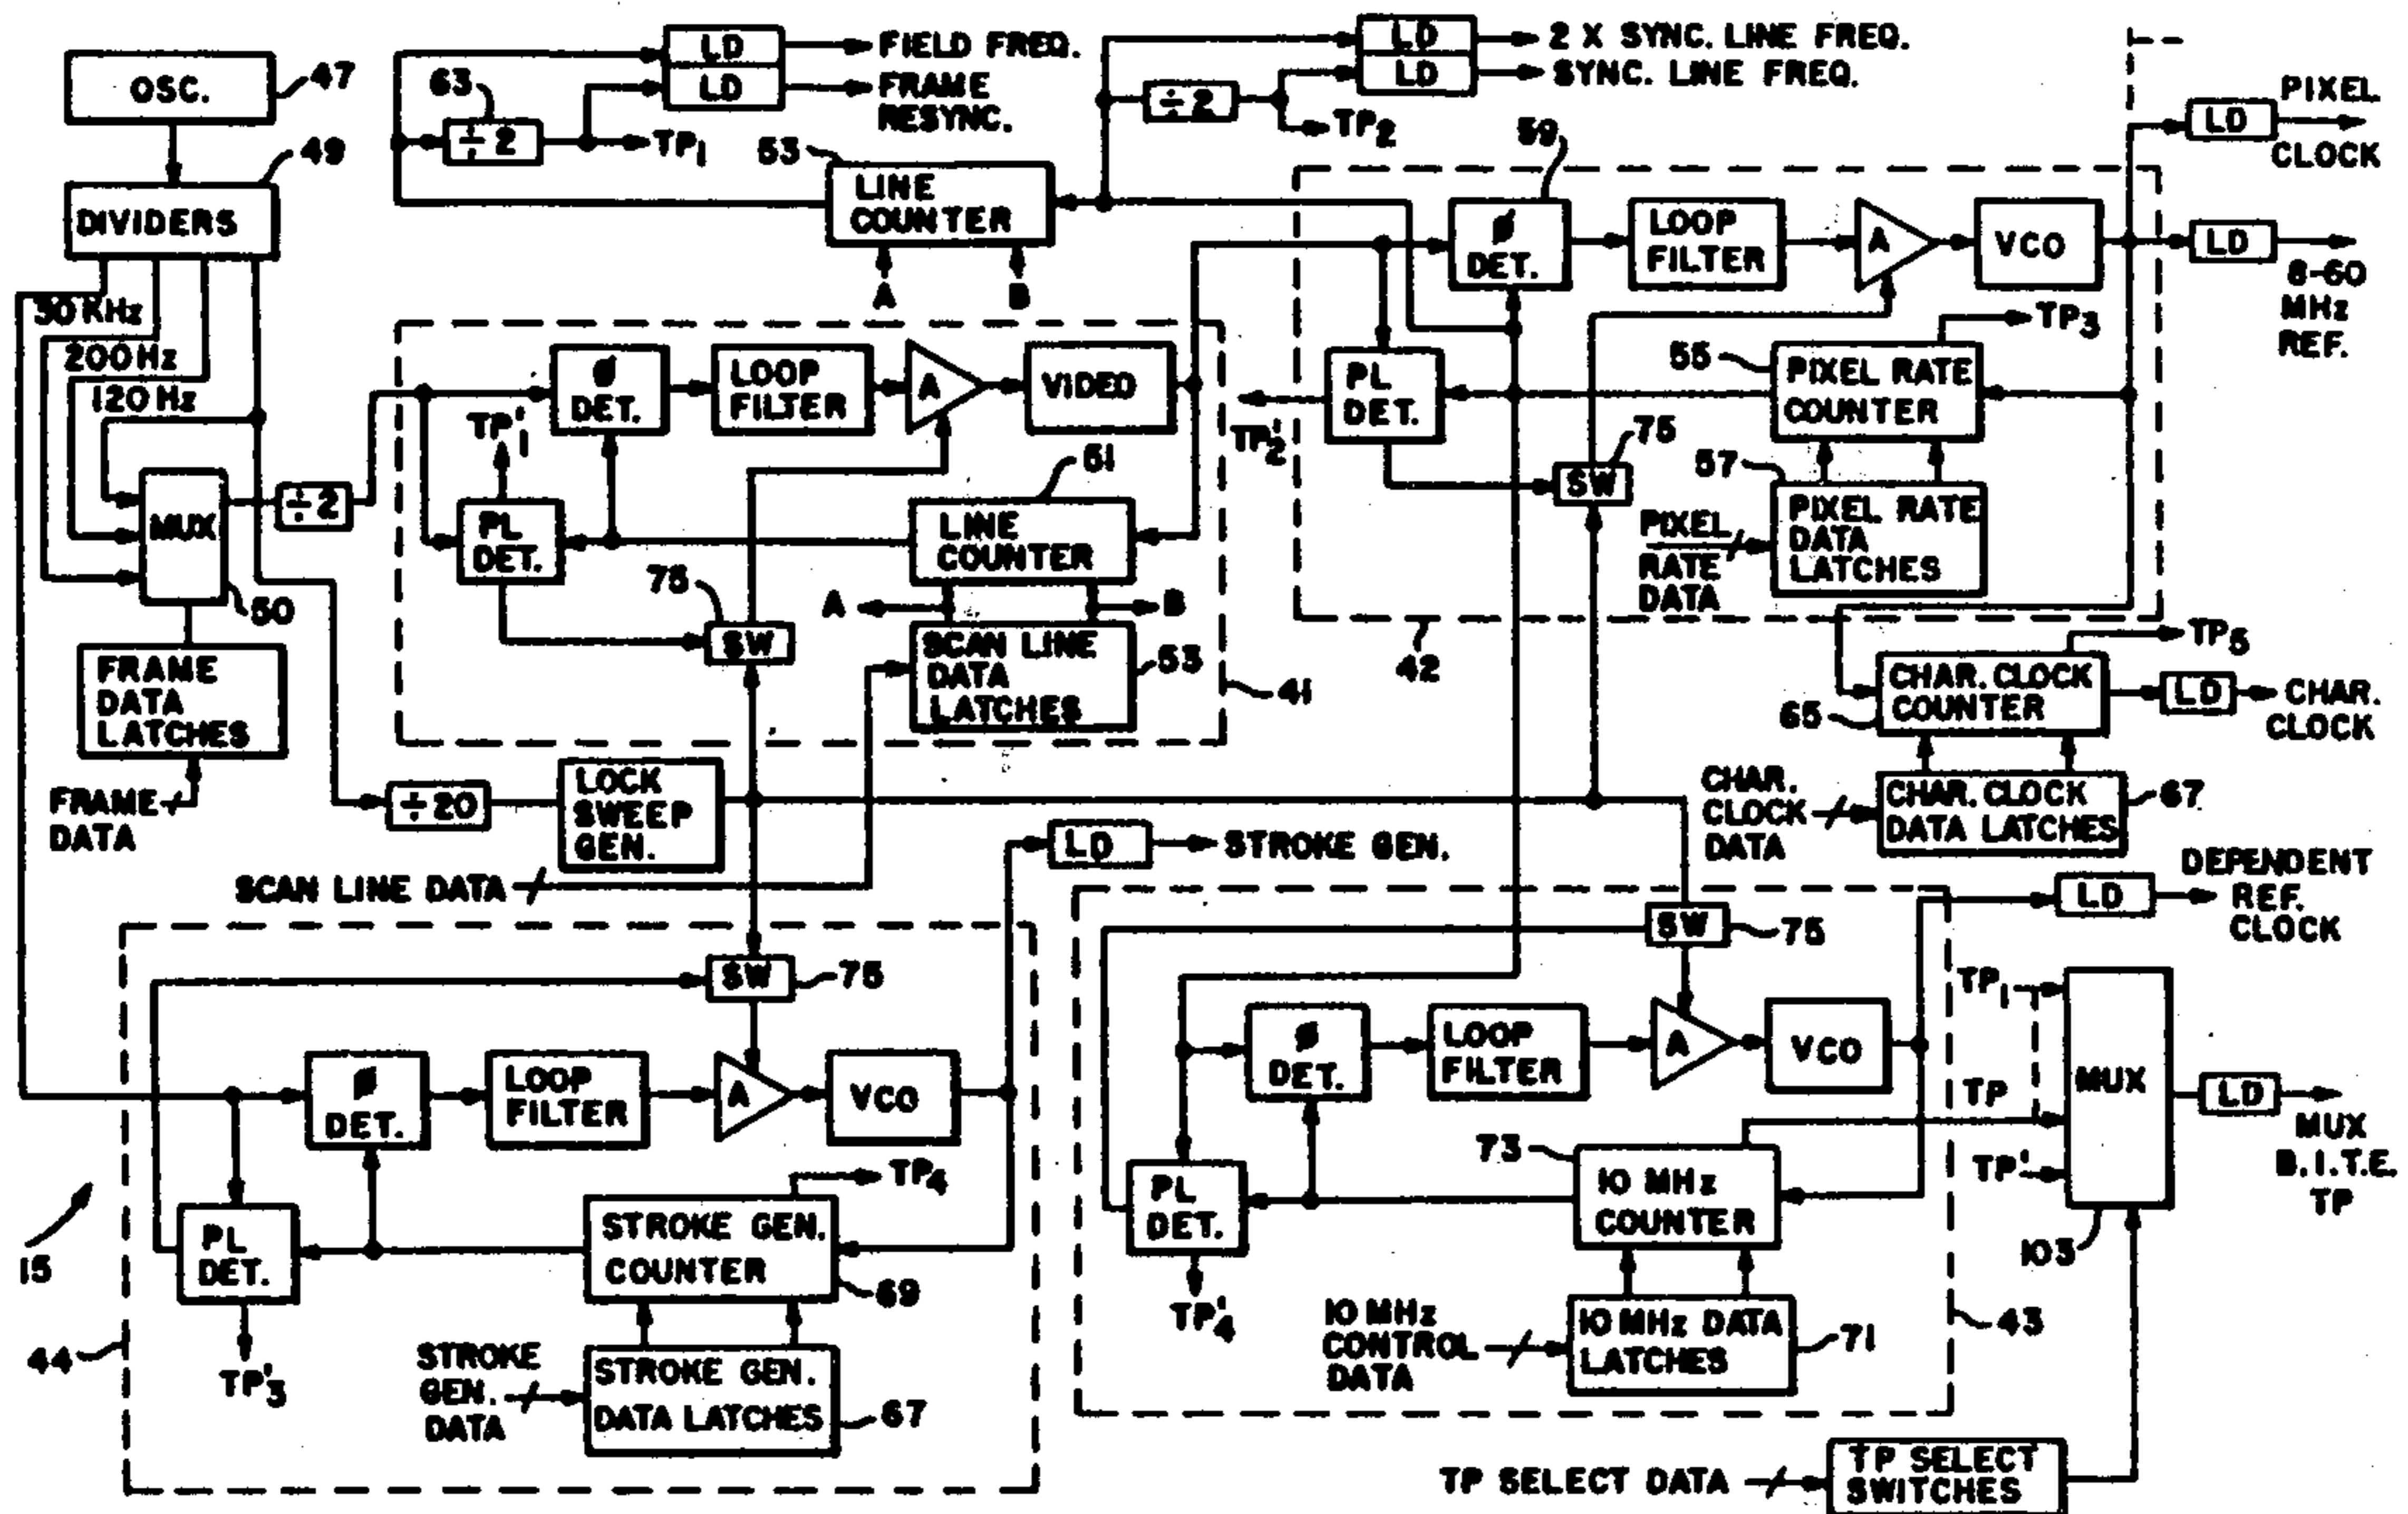 OSC.
47
49
DIVIDERS
30 KHz
200 Hz
120 Hz
MUX
50
÷2
FRAME
DATA
LATCHES
FRAME
DATA
63
÷2
LD
LD
FIELD FREQ.
FRAME
RESYNC.
TP1
53
LINE
COUNTER
A
B
÷2
LD
LD
2 X SYNC. LINE FREQ.
SYNC. LINE FREQ.
TP2
ø
DET.
LOOP
FILTER
A
VIDEO
TP'1
PL
DET.
51
LINE
COUNTER
75
SW
A
B
SCAN LINE
DATA
LATCHES
53
41
59
ø
DET.
LOOP
FILTER
A
VCO
LD
PIXEL
CLOCK
LD
8-60
MHz
REF.
TP3
PL
DET.
TP'2
55
PIXEL RATE
COUNTER
75
SW
57
PIXEL RATE
DATA
LATCHES
PIXEL
RATE
DATA
42
TP5
CHAR. CLOCK
COUNTER
65
LD
CHAR.
CLOCK
CHAR.
CLOCK
DATA
CHAR. CLOCK
DATA LATCHES
67
÷20
LOCK
SWEEP
GEN.
SCAN LINE DATA
LD
STROKE GEN.
SW
75
ø
DET.
LOOP
FILTER
A
VCO
TP4
PL
DET.
STROKE GEN.
COUNTER
69
TP'3
STROKE
GEN.
DATA
STROKE GEN.
DATA LATCHES
67
15
44
LD
DEPENDENT
REF.
CLOCK
SW
75
ø
DET.
LOOP
FILTER
A
VCO
PL
DET.
TP'4
73
10 MHz
COUNTER
10 MHz
CONTROL
DATA
10 MHz DATA
LATCHES
71
43
TP1
TP
TP'
MUX
103
LD
MUX
B.I.T.E.
TP
TP SELECT DATA
TP SELECT
SWITCHES